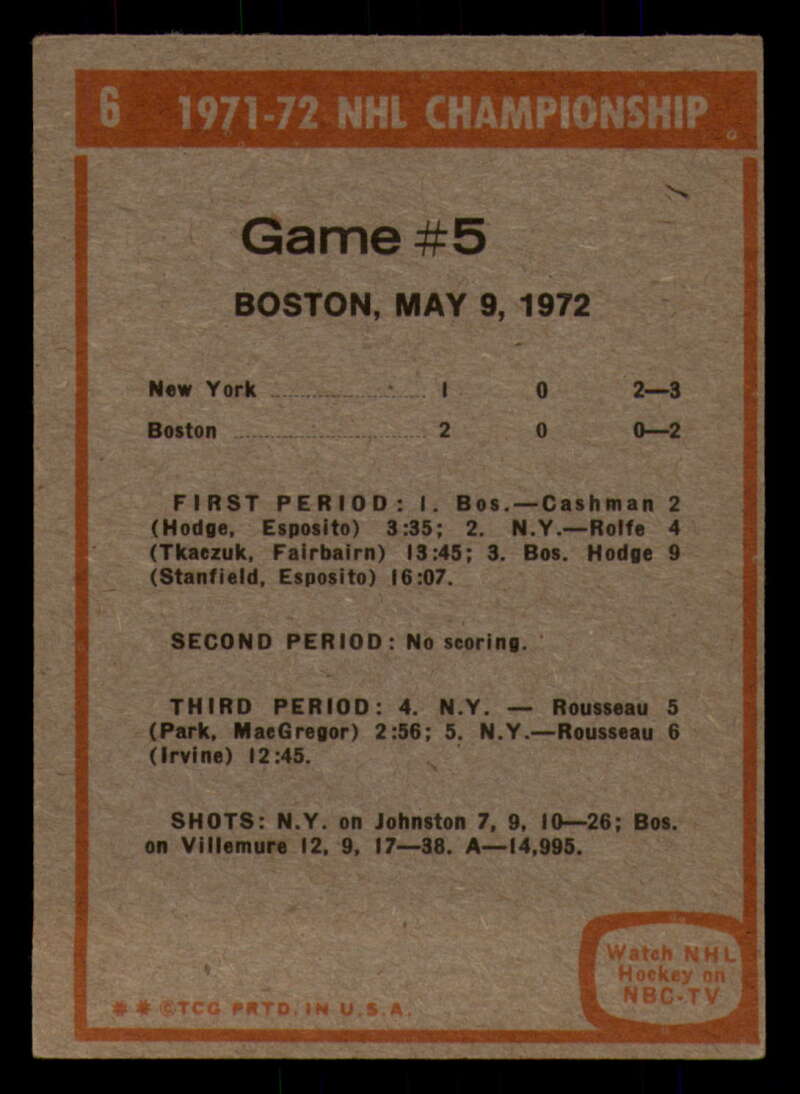 6 1971-72 NHL CHAMPIONSHIP
Game #5
BOSTON, MAY 9, 1972
New York ........................ 1 0 2—3
Boston ............................ 2 0 0—2
FIRST PERIOD: 1. Bos.—Cashman 2
(Hodge, Esposito) 3:35; 2. N.Y.—Rolfe 4
(Tkaczuk, Fairbairn) 13:45; 3. Bos. Hodge 9
(Stanfield, Esposito) 16:07.
SECOND PERIOD: No scoring.
THIRD PERIOD: 4. N.Y. — Rousseau 5
(Park, MacGregor) 2:56; 5. N.Y.—Rousseau 6
(Irvine) 12:45.
SHOTS: N.Y. on Johnston 7, 9, 10—26; Bos.
on Villemure 12, 9, 17—38. A—14,995.
Watch NHL
Hockey on
NBC-TV
* * ©TCG PRTD. IN U.S.A.